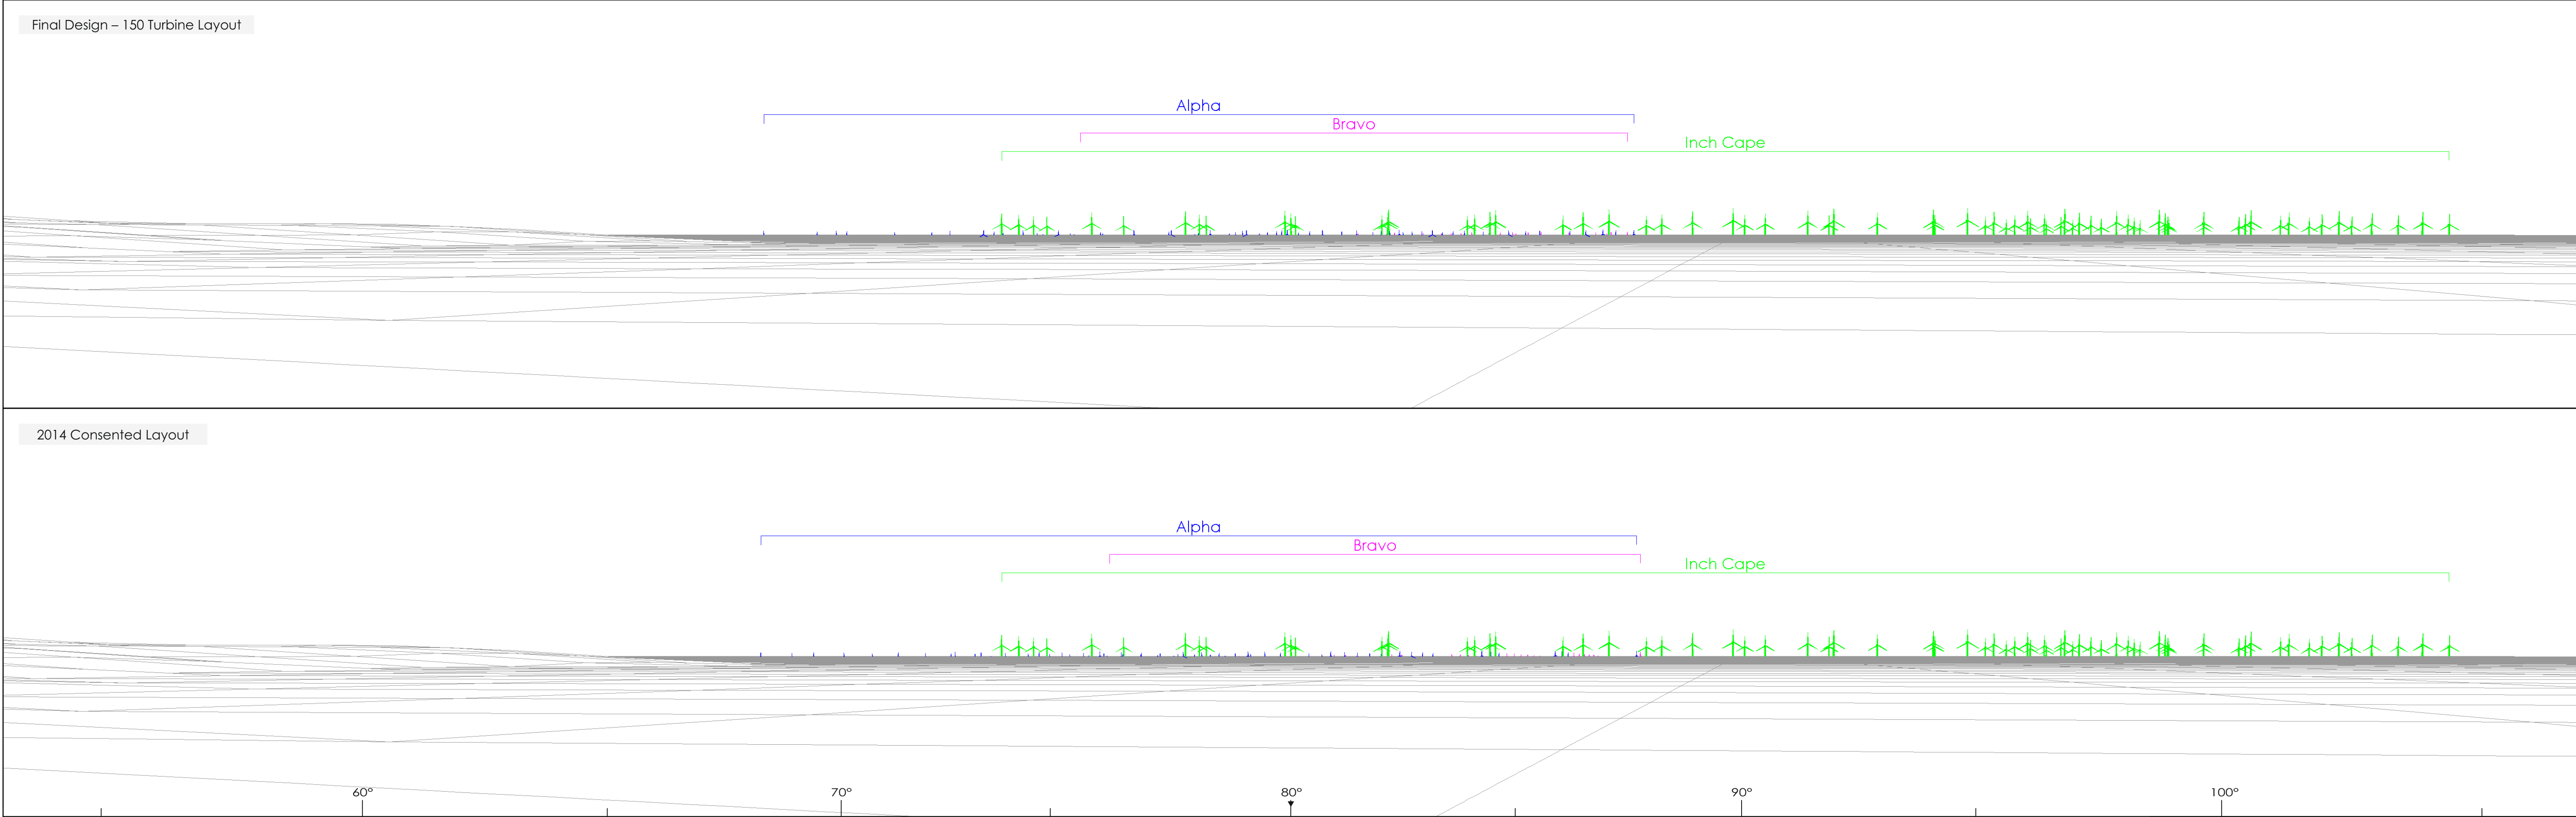 Final Design – 150 Turbine Layout
Alpha
Bravo
Inch Cape
2014 Consented Layout
Alpha
Bravo
Inch Cape
60° 70° 80° 90° 100°